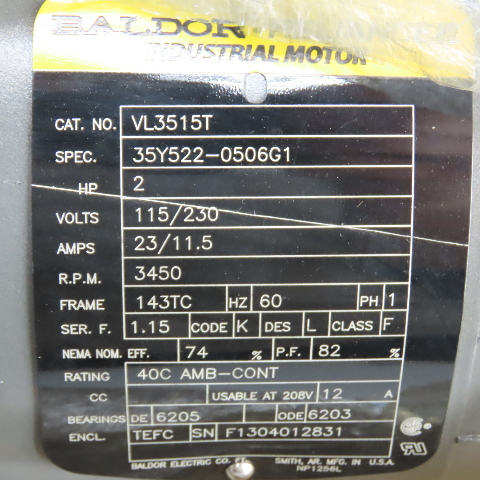 BALDOR
INDUSTRIAL MOTOR
CAT. NO. VL3515T
SPEC. 35Y522-0506G1
HP 2
VOLTS 115/230
AMPS 23/11.5
R.P.M. 3450
FRAME 143TC HZ 60 PH 1
SER. F. 1.15 CODE K DES L CLASS F
NEMA NOM. EFF. 74 % P.F. 82 %
RATING 40C AMB-CONT
CC USABLE AT 208V 12 A
BEARINGS DE 6205 ODE 6203
ENCL. TEFC SN F1304012831
BALDOR ELECTRIC CO. FT. SMITH, AR. MFG. IN U.S.A.
NP1256L